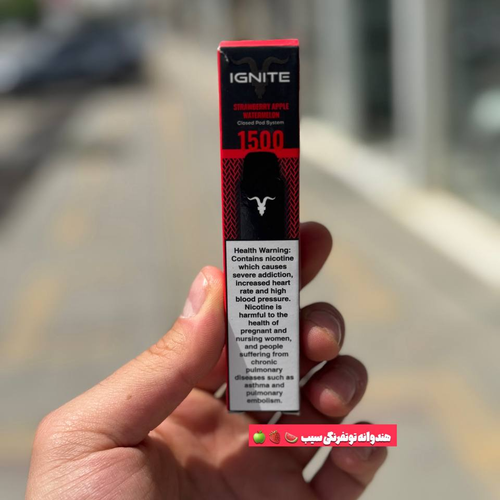 IGNITE
STRAWBERRY APPLE
WATERMELON
Closed Pod System
1500
Health Warning:
Contains nicotine
which causes
severe addiction,
increased heart
rate and high
blood pressure.
Nicotine is
harmful to the
health of
pregnant and
nursing women,
and people
suffering from
chronic
pulmonary
diseases such as
asthma and
pulmonary
embolism.
هندوانه توتفرنگی سیب 🍉 🍓 🍏